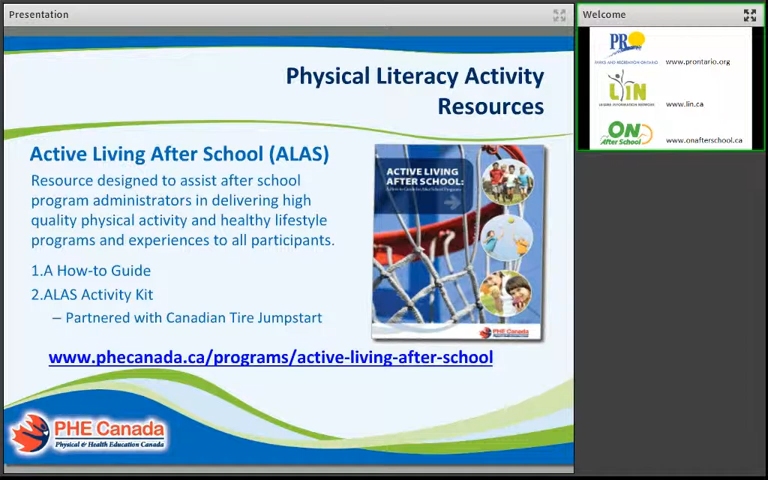 Presentation
Physical Literacy Activity
Resources
Active Living After School (ALAS)
Resource designed to assist after school
program administrators in delivering high
quality physical activity and healthy lifestyle
programs and experiences to all participants.
1.A How-to Guide
2.ALAS Activity Kit
– Partnered with Canadian Tire Jumpstart
www.phecanada.ca/programs/active-living-after-school
ACTIVE LIVING
AFTER SCHOOL:
PHE Canada
PHE Canada
Physical & Health Education Canada
Welcome
PRO
www.prontario.org
LIN
www.lin.ca
ON
After School
www.onafterschool.ca